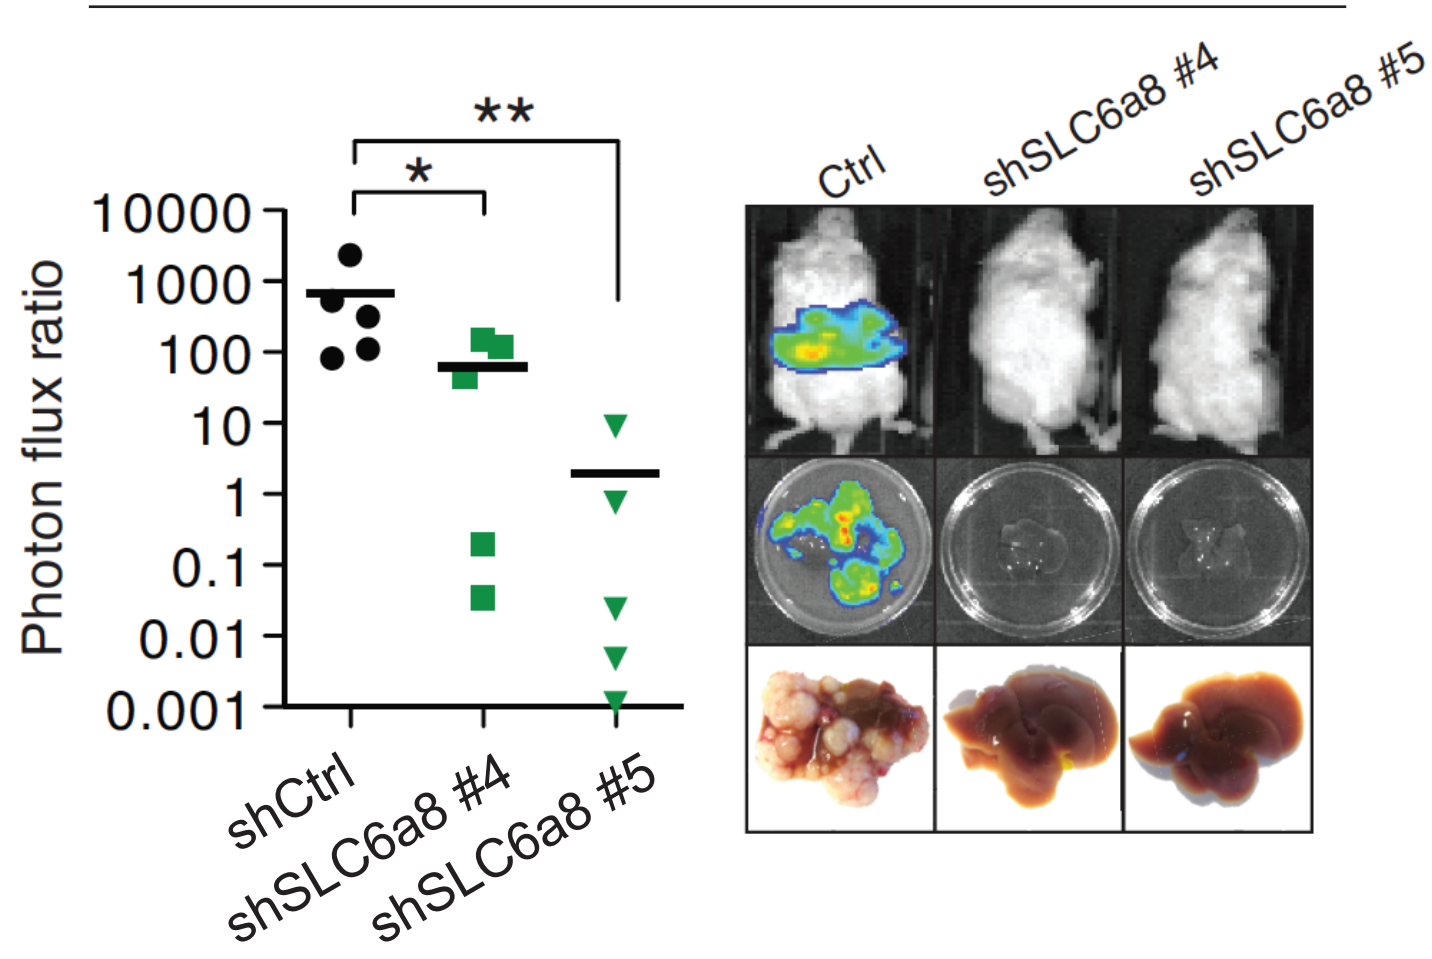 **
*
10000
1000
100
10
1
0.1
0.01
0.001
Photon flux ratio
shCtrl
shSLC6a8 #4
shSLC6a8 #5
Ctrl
shSLC6a8 #4
shSLC6a8 #5